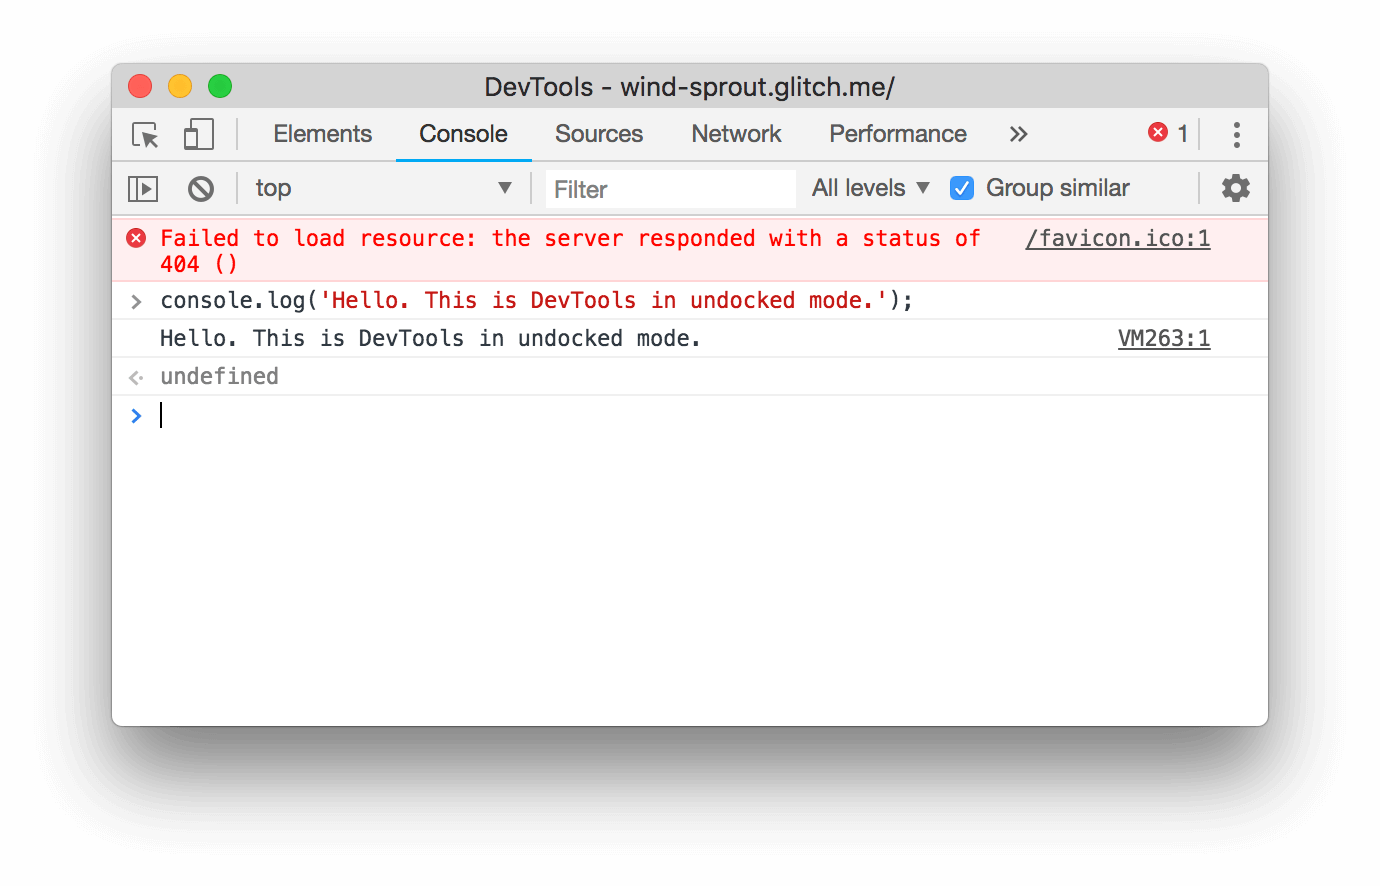 DevTools - wind-sprout.glitch.me/
Elements Console Sources Network Performance » 1
top Filter All levels Group similar
Failed to load resource: the server responded with a status of /favicon.ico:1
404 ()
console.log('Hello. This is DevTools in undocked mode.');
Hello. This is DevTools in undocked mode. VM263:1
undefined